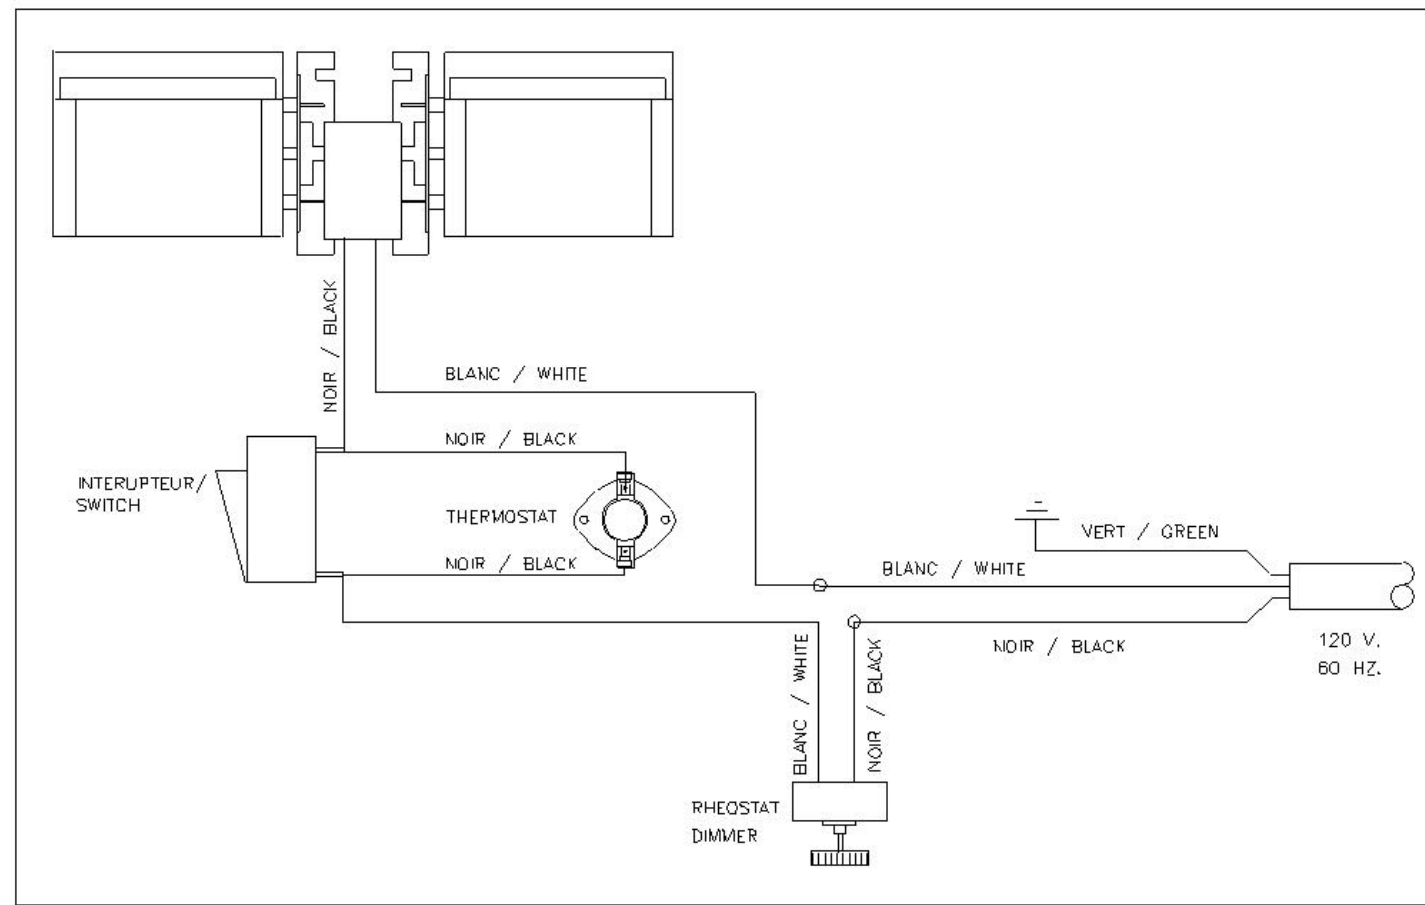 NOIR / BLACK
BLANC / WHITE
NOIR / BLACK
INTERUPTEUR/
SWITCH
THERMOSTAT
NOIR / BLACK
VERT / GREEN
BLANC / WHITE
NOIR / BLACK
120 V.
60 HZ.
BLANC / WHITE
NOIR / BLACK
RHEOSTAT
DIMMER